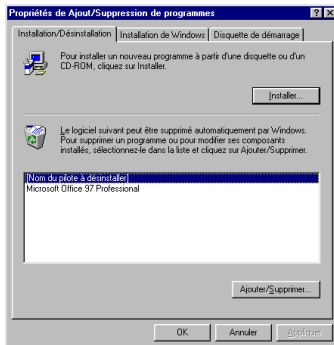 Propriétés de Ajout/Suppression de programmes
Installation/Désinstallation Installation de Windows Disquette de démarrage
Pour installer un nouveau programme à partir d'une disquette ou d'un
CD-ROM, cliquez sur Installer.
Installer...
Le logiciel suivant peut être supprimé automatiquement par Windows.
Pour supprimer un programme ou pour modifier ses composants
installés, sélectionnez-le dans la liste et cliquez sur Ajouter/Supprimer.
[Nom du pilote à désinstaller]
Microsoft Office 97 Professional
Ajouter/Supprimer...
OK Annuler Appliquer